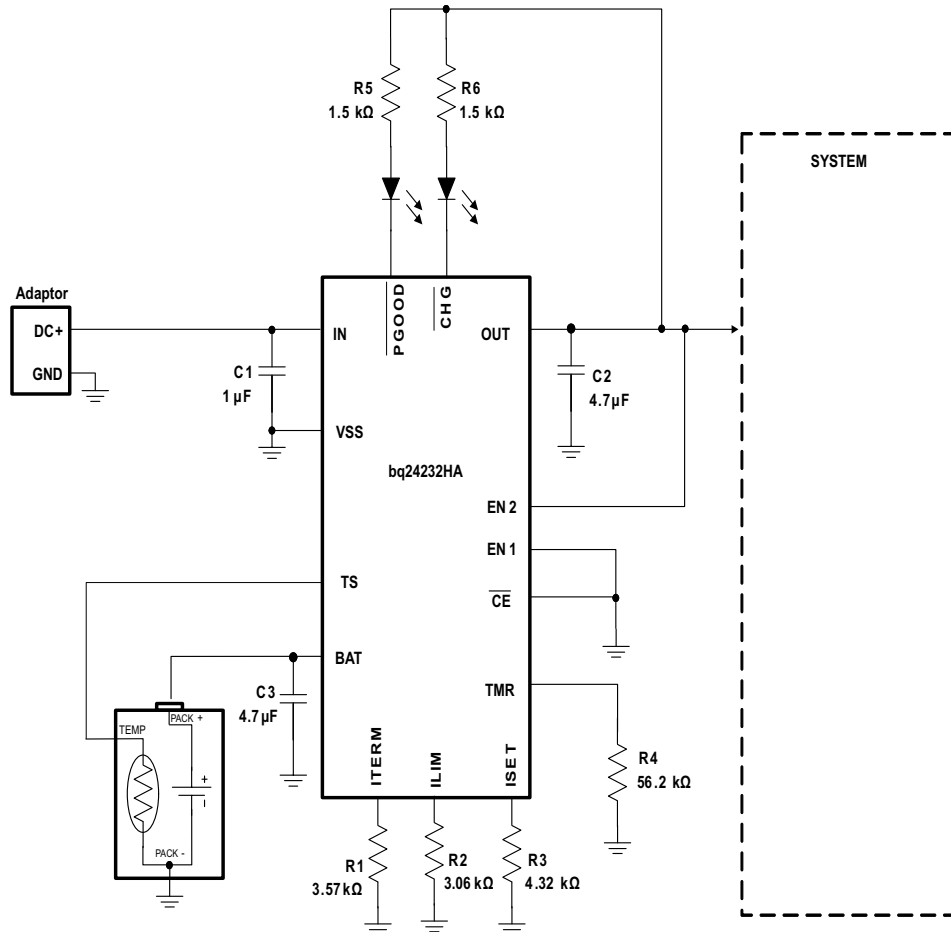 R5
1.5 kΩ
R6
1.5 kΩ
SYSTEM
Adaptor
DC+
GND
C1
1 µF
IN
PGOOD
CHG
OUT
C2
4.7µF
VSS
bq24232HA
EN 2
EN 1
CE
TS
BAT
TMR
C3
4.7µF
R4
56.2 kΩ
TEMP
PACK +
+
–
PACK -
ITERM
ILIM
ISET
R1
3.57kΩ
R2
3.06 kΩ
R3
4.32 kΩ